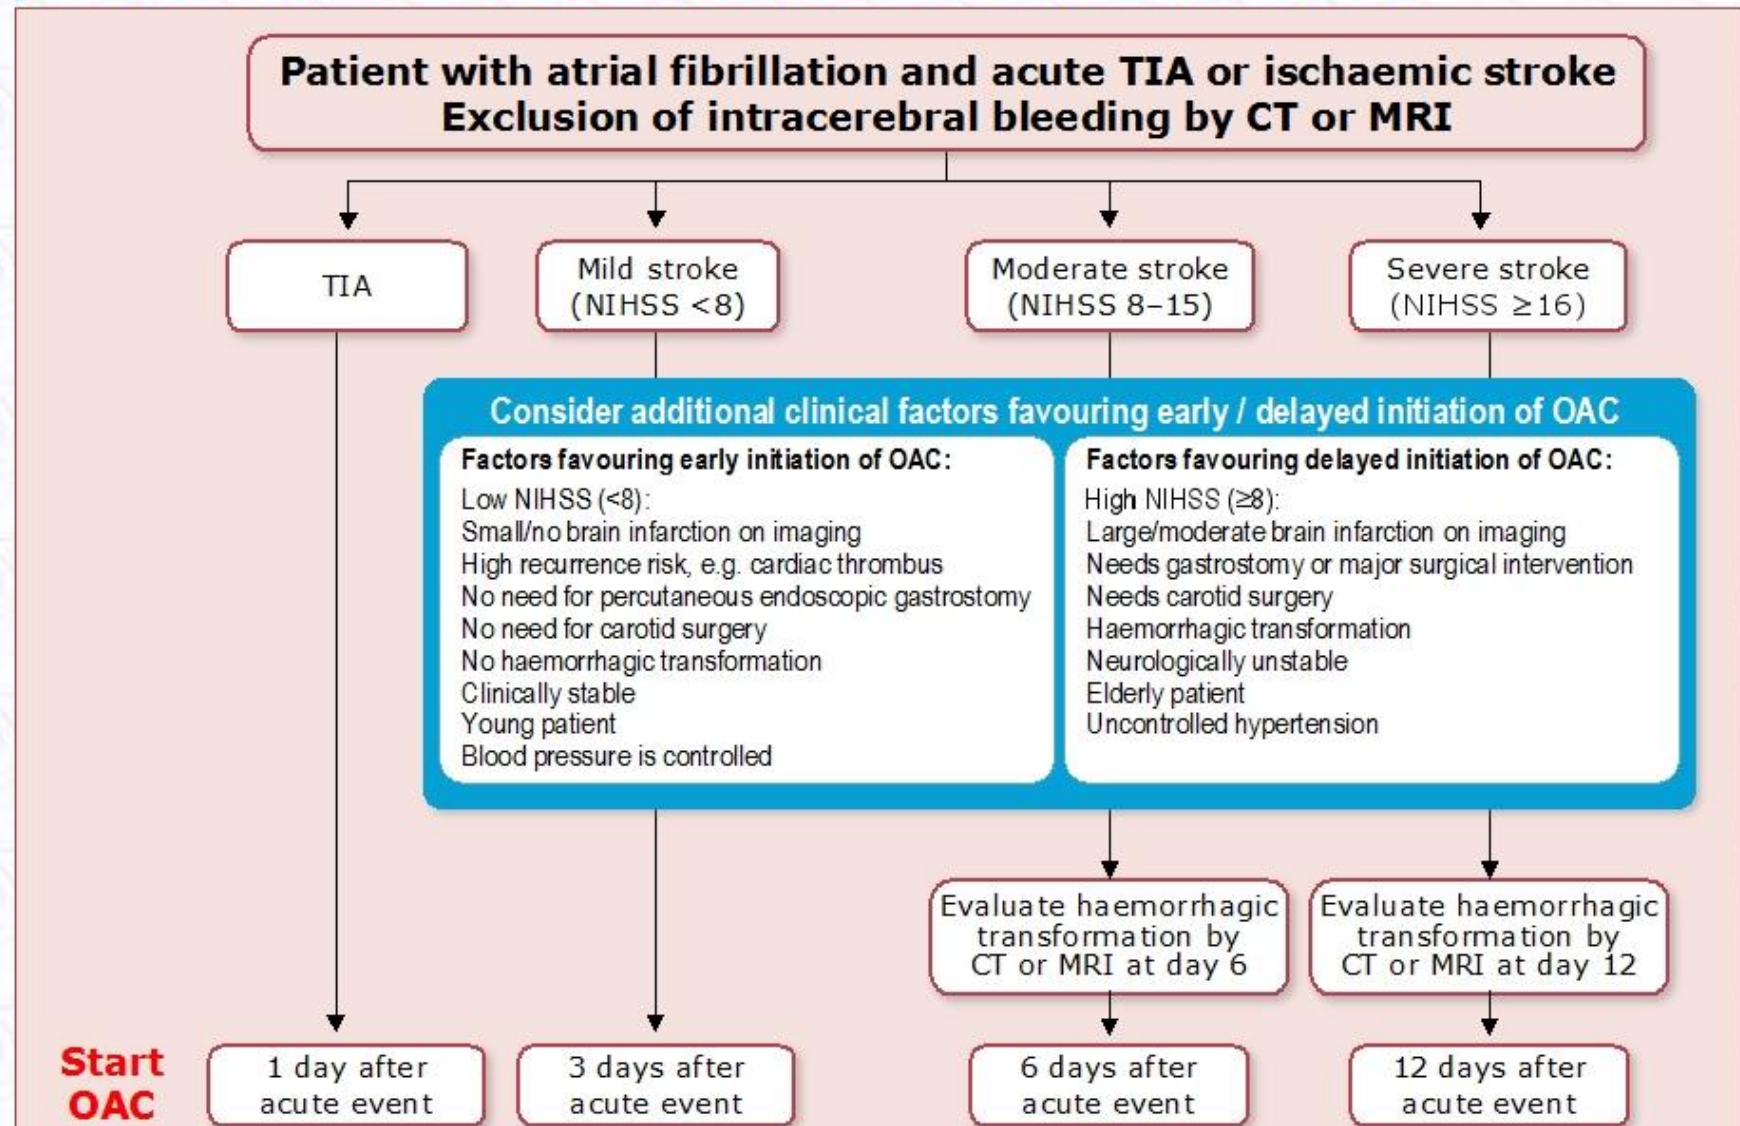 Patient with atrial fibrillation and acute TIA or ischaemic stroke
Exclusion of intracerebral bleeding by CT or MRI
TIA
Mild stroke
(NIHSS <8)
Moderate stroke
(NIHSS 8–15)
Severe stroke
(NIHSS ≥16)
Consider additional clinical factors favouring early / delayed initiation of OAC
Factors favouring early initiation of OAC:
Low NIHSS (<8):
Small/no brain infarction on imaging
High recurrence risk, e.g. cardiac thrombus
No need for percutaneous endoscopic gastrostomy
No need for carotid surgery
No haemorrhagic transformation
Clinically stable
Young patient
Blood pressure is controlled
Factors favouring delayed initiation of OAC:
High NIHSS (≥8):
Large/moderate brain infarction on imaging
Needs gastrostomy or major surgical intervention
Needs carotid surgery
Haemorrhagic transformation
Neurologically unstable
Elderly patient
Uncontrolled hypertension
Evaluate haemorrhagic
transformation by
CT or MRI at day 6
Evaluate haemorrhagic
transformation by
CT or MRI at day 12
Start
OAC
1 day after
acute event
3 days after
acute event
6 days after
acute event
12 days after
acute event